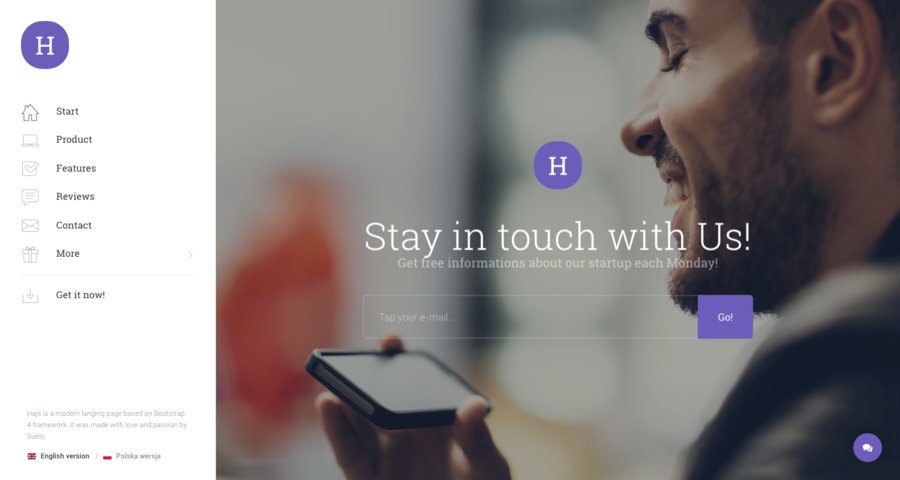 H
Start
Product
Features
Reviews
Contact
More
Get it now!
Hajs is a modern langing page based on Bootstrap
4 framework. It was made with love and passion by
Suelo.
English version / Polska wersja
H
Stay in touch with Us!
Get free informations about our startup each Monday!
Tap your e-mail... Go!